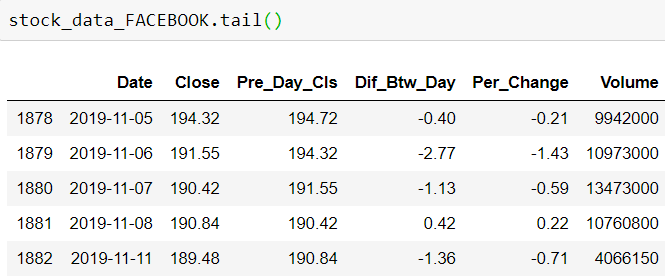 stock_data_FACEBOOK.tail()
Date Close Pre_Day_Cls Dif_Btw_Day Per_Change Volume
1878 2019-11-05 194.32 194.72 -0.40 -0.21 9942000
1879 2019-11-06 191.55 194.32 -2.77 -1.43 10973000
1880 2019-11-07 190.42 191.55 -1.13 -0.59 13473000
1881 2019-11-08 190.84 190.42 0.42 0.22 10760800
1882 2019-11-11 189.48 190.84 -1.36 -0.71 4066150